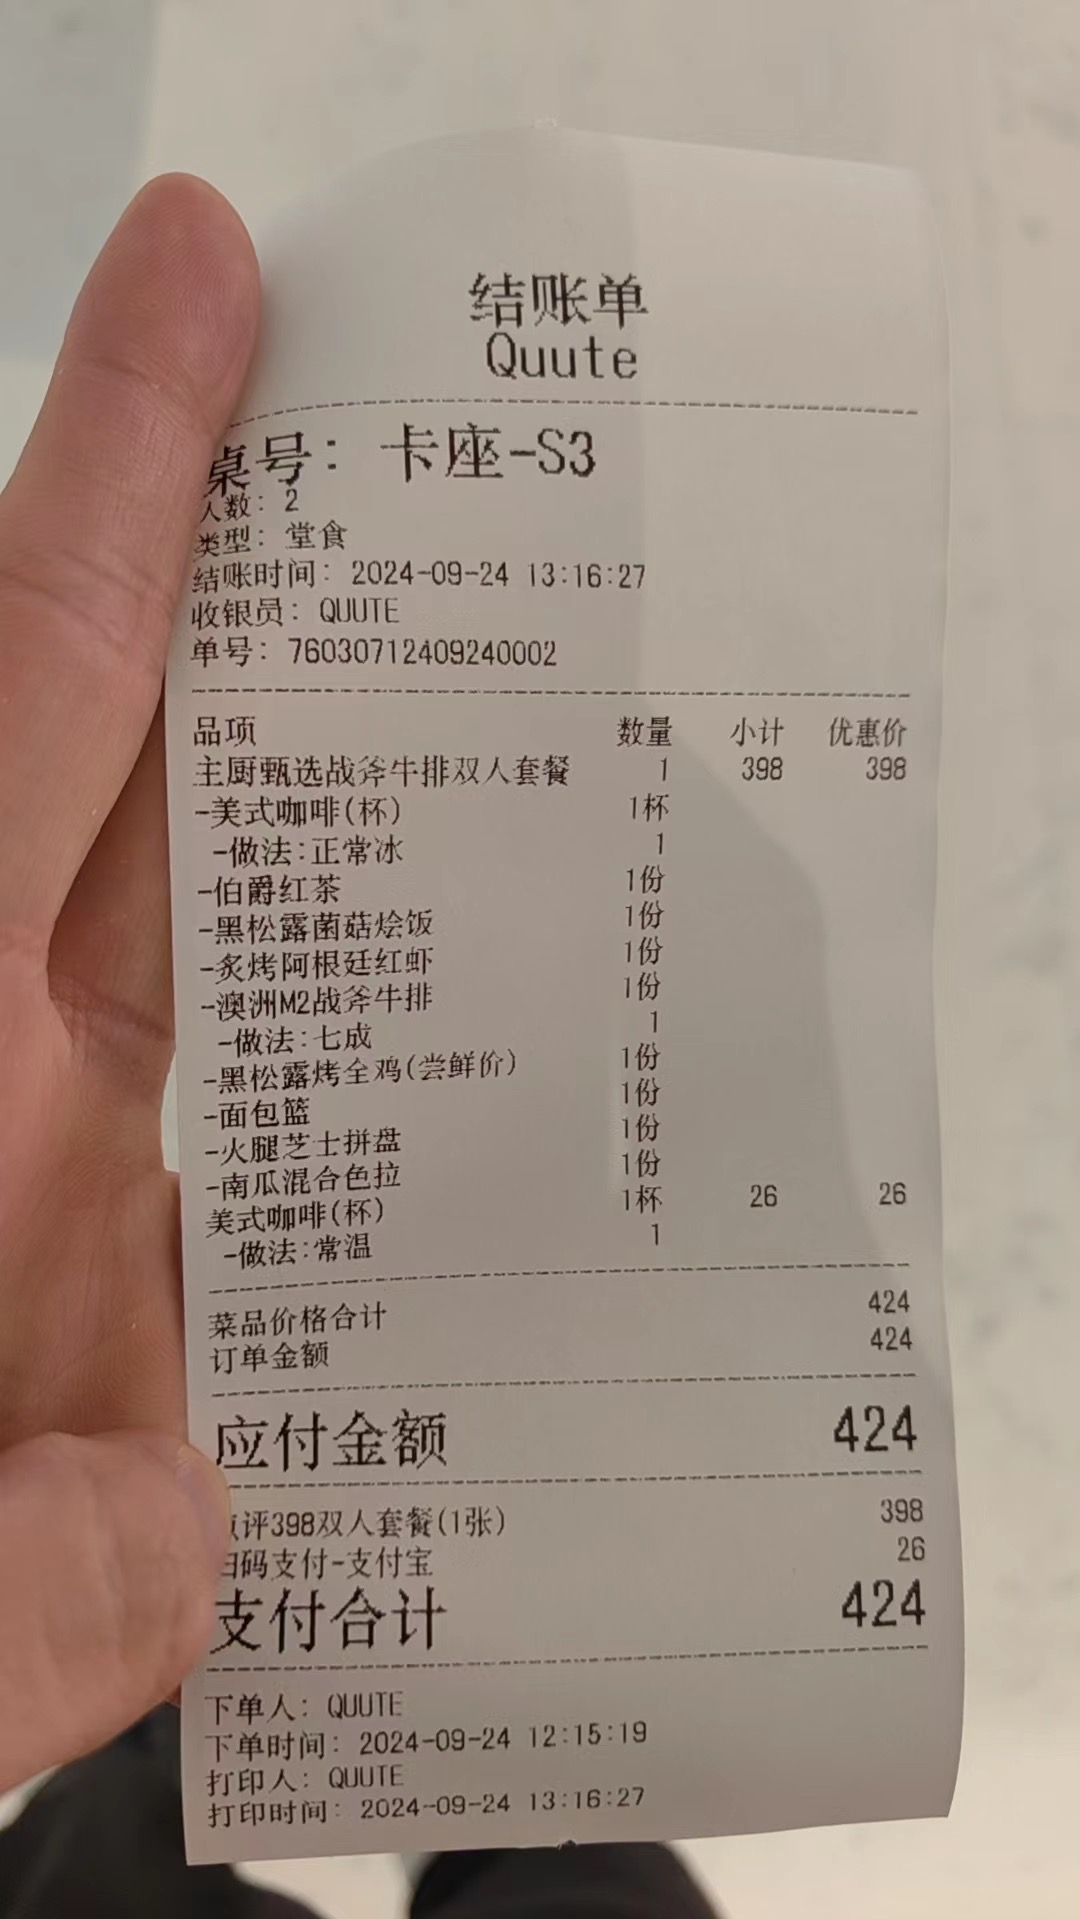 结账单
Quute
桌号: 卡座-S3
人数: 2
类型: 堂食
结账时间: 2024-09-24 13:16:27
收银员: QUUTE
单号: 76030712409240002
品项 数量 小计 优惠价
主厨甄选战斧牛排双人套餐 1 398 398
-美式咖啡(杯) 1杯
-做法:正常冰 1
-伯爵红茶 1份
-黑松露菌菇烩饭 1份
-炙烤阿根廷红虾 1份
-澳洲M2战斧牛排 1份
-做法:七成 1
-黑松露烤全鸡(尝鲜价) 1份
-面包篮 1份
-火腿芝士拼盘 1份
-南瓜混合色拉 1份
美式咖啡(杯) 1杯 26 26
-做法:常温 1
菜品价格合计 424
订单金额 424
应付金额 424
点评398双人套餐(1张) 398
扫码支付-支付宝 26
支付合计 424
下单人: QUUTE
下单时间: 2024-09-24 12:15:19
打印人: QUUTE
打印时间: 2024-09-24 13:16:27